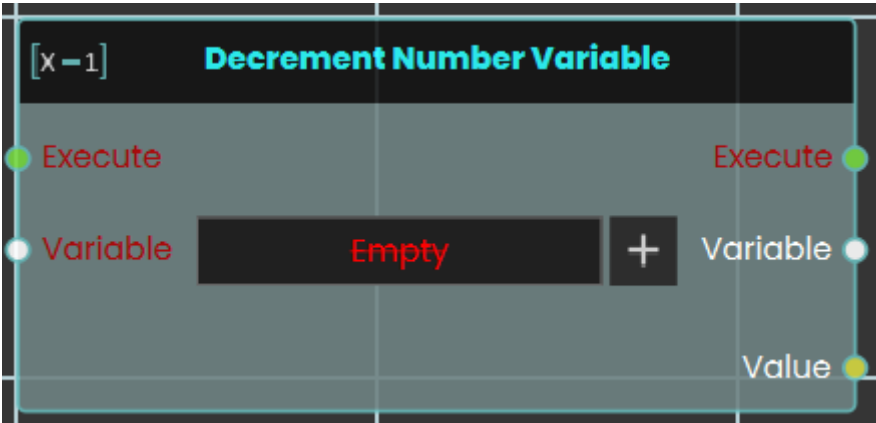 [x-1] Decrement Number Variable
Execute Execute
Variable Empty + Variable
Value